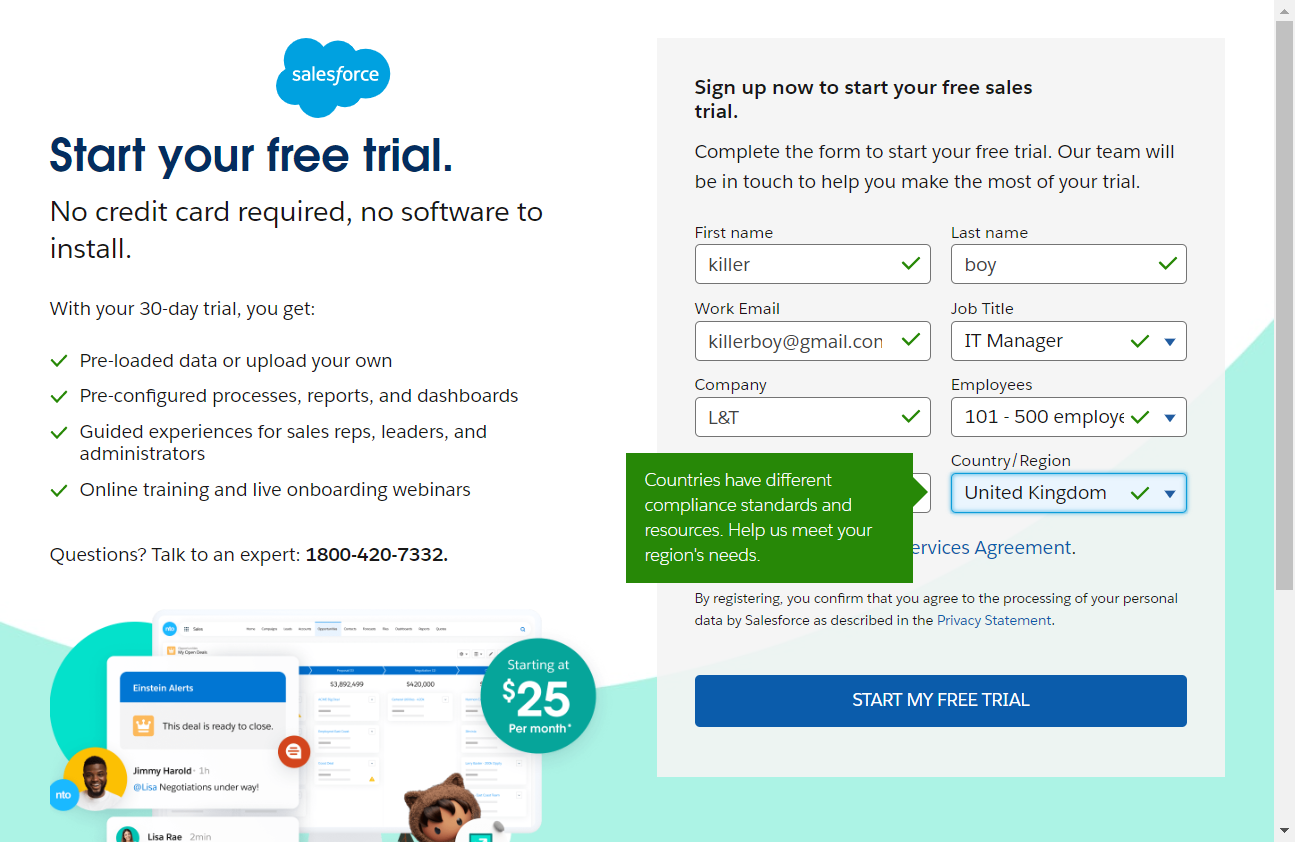 salesforce
Start your free trial.
No credit card required, no software to
install.
With your 30-day trial, you get:
Pre-loaded data or upload your own
Pre-configured processes, reports, and dashboards
Guided experiences for sales reps, leaders, and
administrators
Online training and live onboarding webinars
Questions? Talk to an expert: 1800-420-7332.
nto
Sales
Home Campaigns Leads Accounts Opportunities Contacts Forecasts Files Dashboards Reports Quotes
Opportunities
My Open Deals
$3,892,499
$420,000
Starting at
$25
Per month*
Einstein Alerts
This deal is ready to close.
Jimmy Harold · 1h
@Lisa Negotiations under way!
nto
Lisa Rae 2min
Sign up now to start your free sales
trial.
Complete the form to start your free trial. Our team will
be in touch to help you make the most of your trial.
First name
Last name
killer
boy
Work Email
Job Title
killerboy@gmail.con
IT Manager
Company
Employees
L&T
101 - 500 employe
Country/Region
United Kingdom
Countries have different
compliance standards and
resources. Help us meet your
region's needs.
ervices Agreement.
By registering, you confirm that you agree to the processing of your personal
data by Salesforce as described in the Privacy Statement.
START MY FREE TRIAL